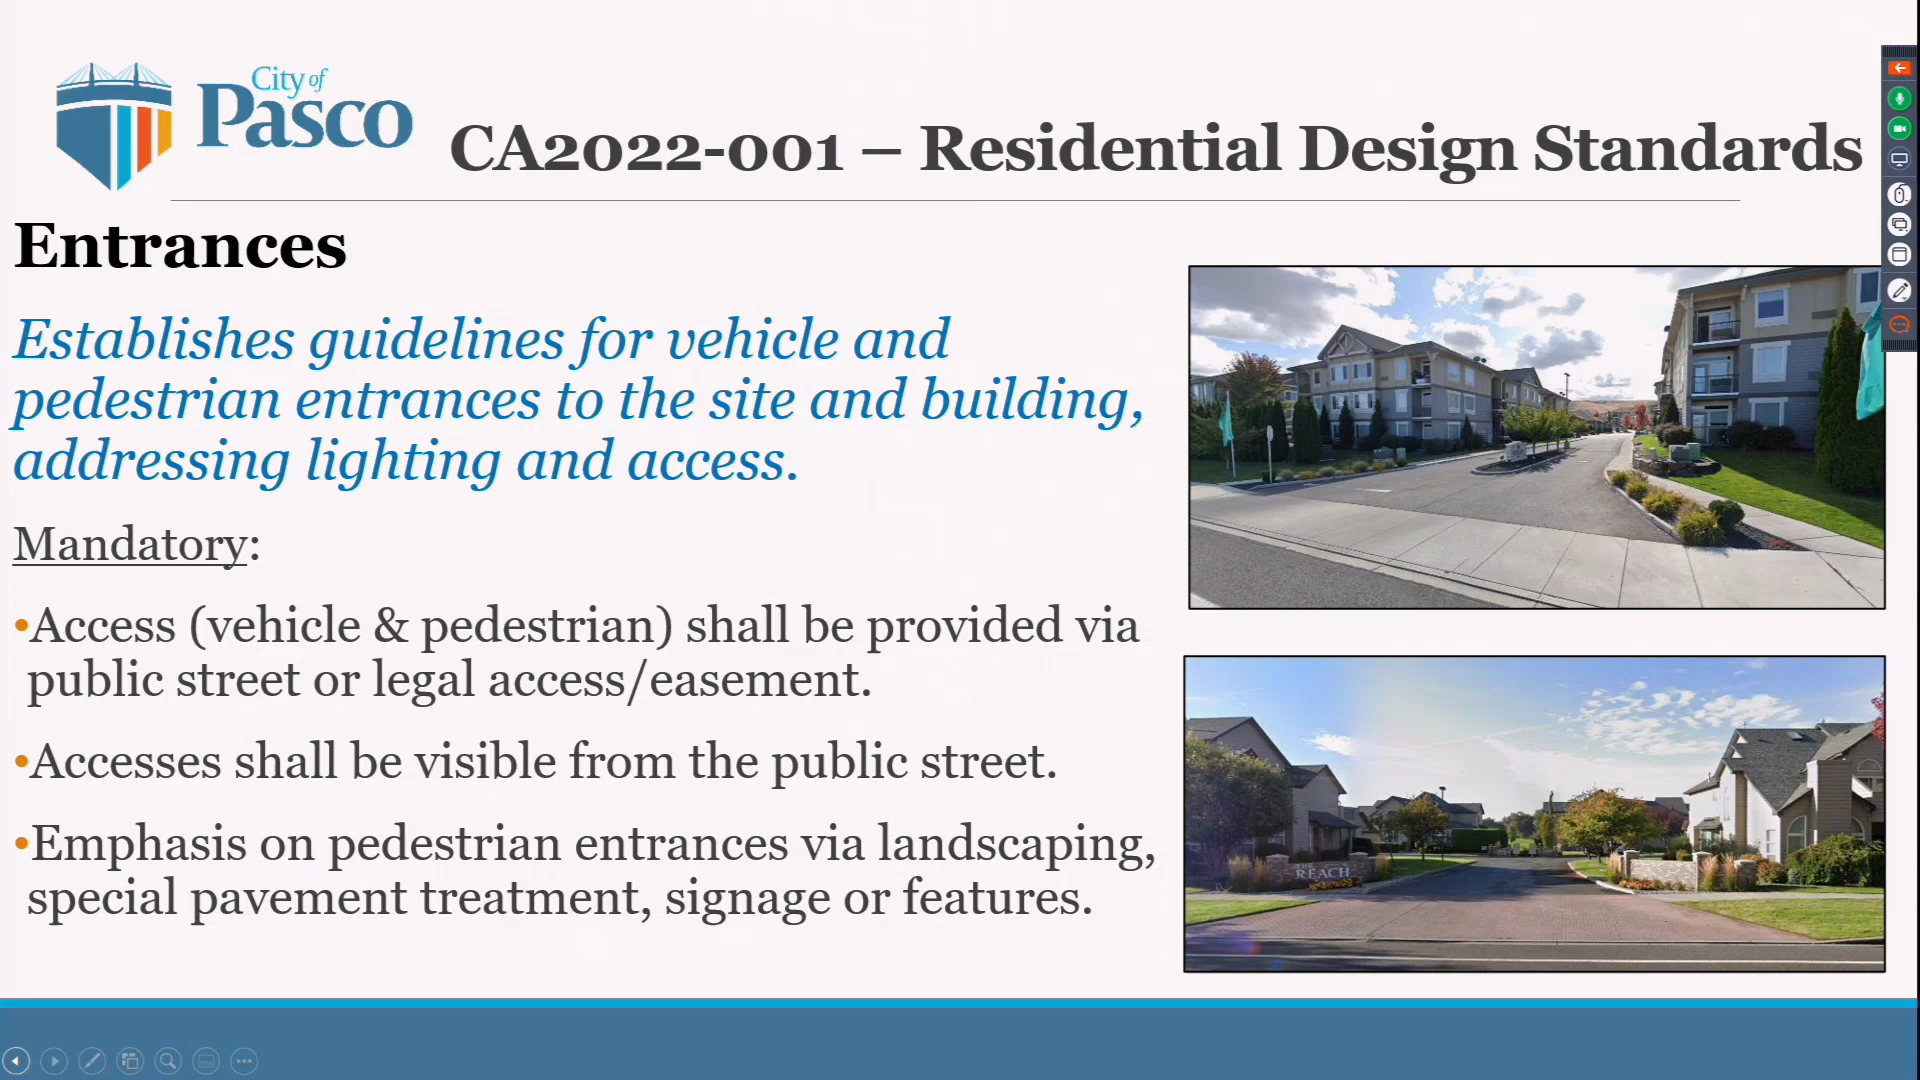 City of
Pasco
CA2022-001 – Residential Design Standards
Entrances
Establishes guidelines for vehicle and
pedestrian entrances to the site and building,
addressing lighting and access.
Mandatory:
•Access (vehicle & pedestrian) shall be provided via
public street or legal access/easement.
•Accesses shall be visible from the public street.
•Emphasis on pedestrian entrances via landscaping,
special pavement treatment, signage or features.
REACH